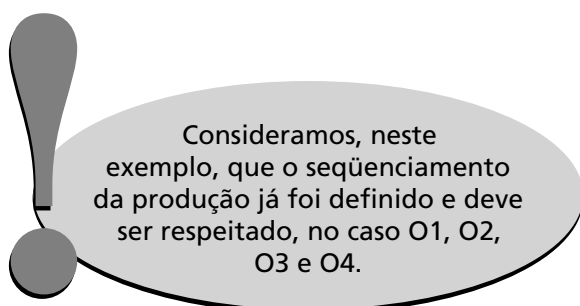 Consideramos, neste
exemplo, que o seqüenciamento
da produção já foi definido e deve
ser respeitado, no caso O1, O2,
O3 e O4.